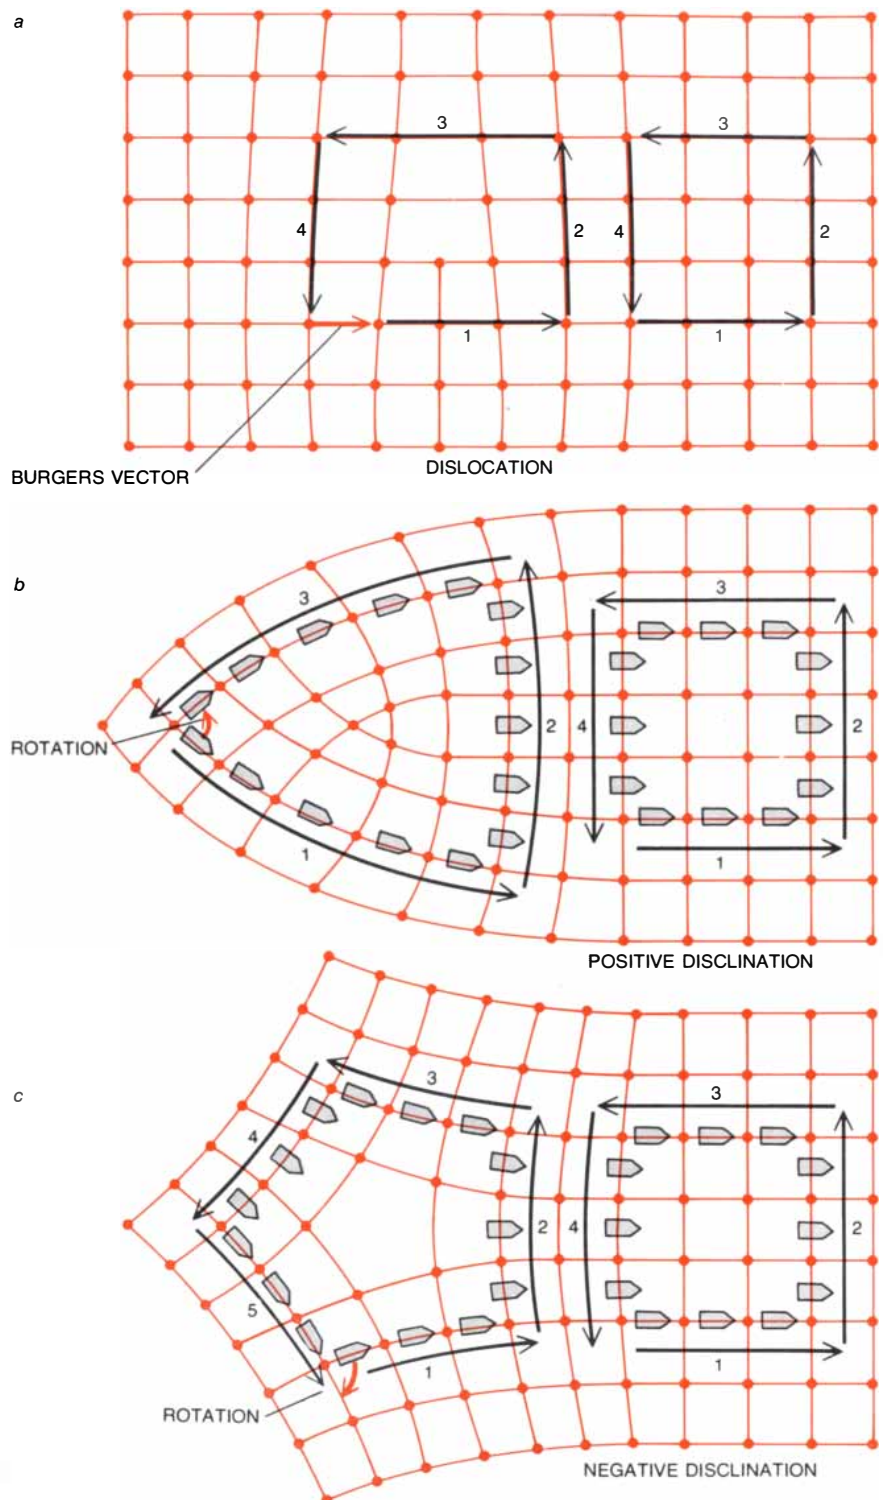 a
3
3
4
2
4
2
1
1
BURGERS VECTOR
DISLOCATION
b
3
3
ROTATION
2
4
2
1
1
POSITIVE DISCLINATION
c
3
3
4
2
4
2
5
1
1
ROTATION
NEGATIVE DISCLINATION